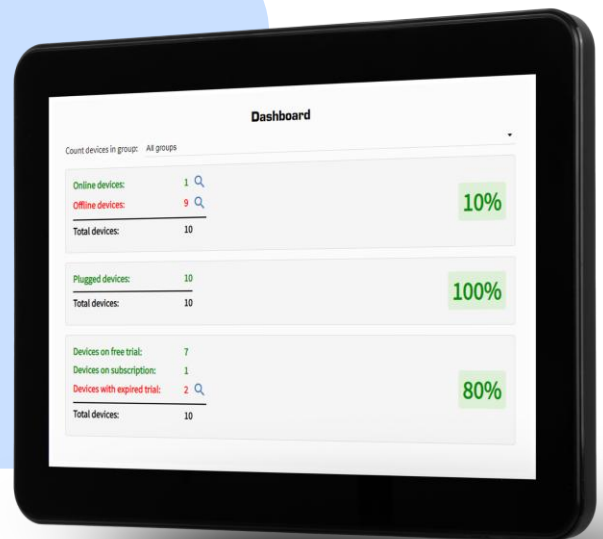 Dashboard
Count devices in group: All groups
Online devices: 1
Offline devices: 9
Total devices: 10
10%
Plugged devices: 10
Total devices: 10
100%
Devices on free trial: 7
Devices on subscription: 1
Devices with expired trial: 2
Total devices: 10
80%